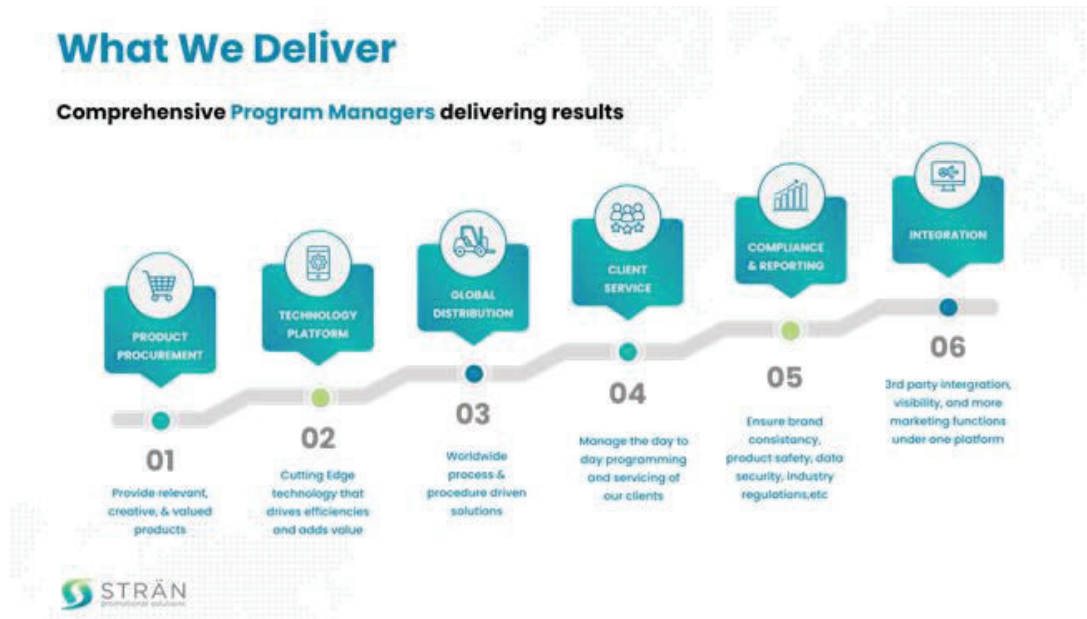 What We Deliver
Comprehensive Program Managers delivering results
PRODUCT
PROCUREMENT
01
Provide relevant,
creative, & valued
products
TECHNOLOGY
PLATFORM
02
Cutting Edge
technology that
drives efficiencies
and adds value
GLOBAL
DISTRIBUTION
03
Worldwide
process &
procedure driven
solutions
CLIENT
SERVICE
04
Manage the day to
day programming
and servicing of
our clients
COMPLIANCE
& REPORTING
05
Ensure brand
consistancy,
product safety, data
security, industry
regulations,etc
INTEGRATION
06
3rd party intergration,
visibility, and more
marketing functions
under one platform
STRÄN
promotional solutions